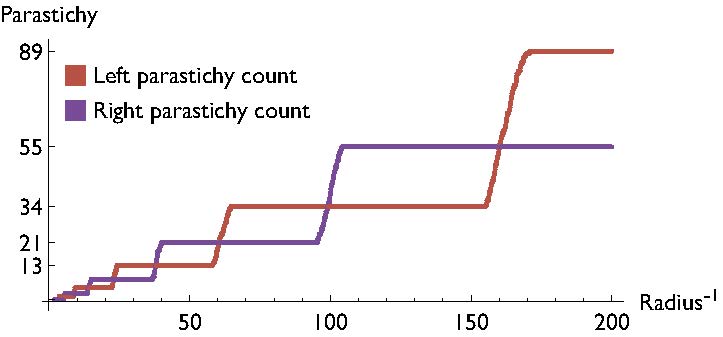 Parastichy
89
Left parastichy count
Right parastichy count
55
34
21
13
50 100 150 200
Radius⁻¹